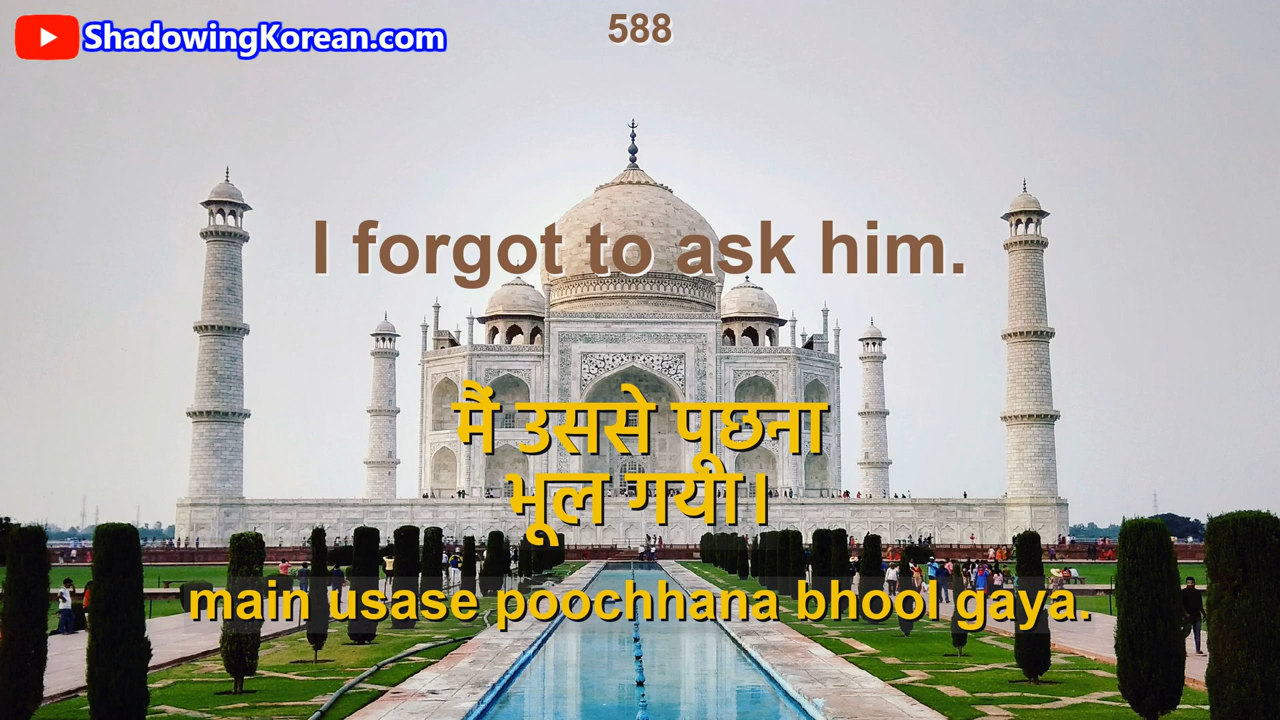 ShadowingKorean.com
588
I forgot to ask him.
मैं उससे पूछना
भूल गया।
main usase poochhana bhool gaya.